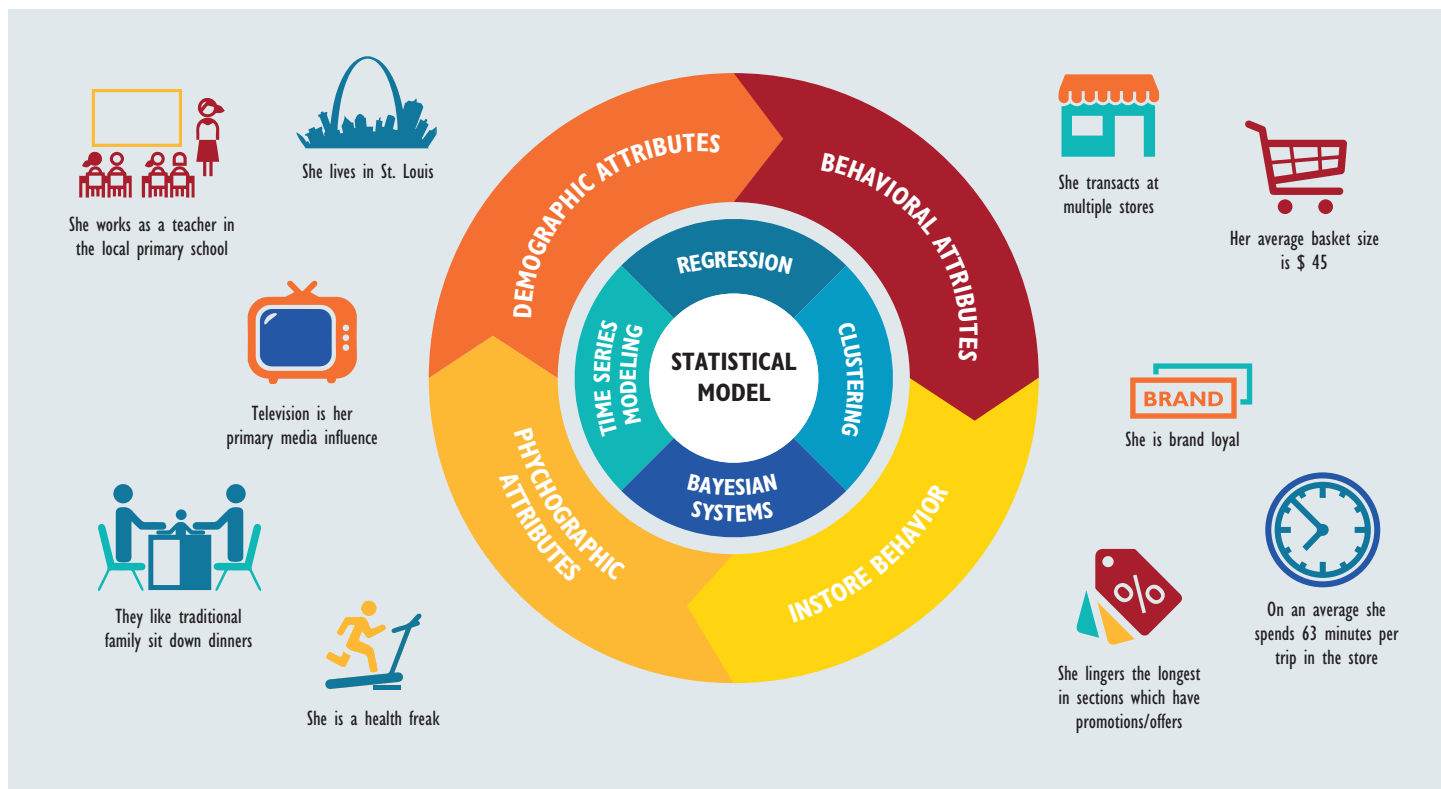 She works as a teacher in
the local primary school
She lives in St. Louis
Television is her
primary media influence
They like traditional
family sit down dinners
She is a health freak
DEMOGRAPHIC ATTRIBUTES
BEHAVIORAL ATTRIBUTES
INSTORE BEHAVIOR
PHYCHOGRAPHIC
ATTRIBUTES
REGRESSION
CLUSTERING
BAYESIAN
SYSTEMS
TIME SERIES
MODELING
STATISTICAL
MODEL
She transacts at
multiple stores
Her average basket size
is $ 45
BRAND
She is brand loyal
%
She lingers the longest
in sections which have
promotions/offers
On an average she
spends 63 minutes per
trip in the store